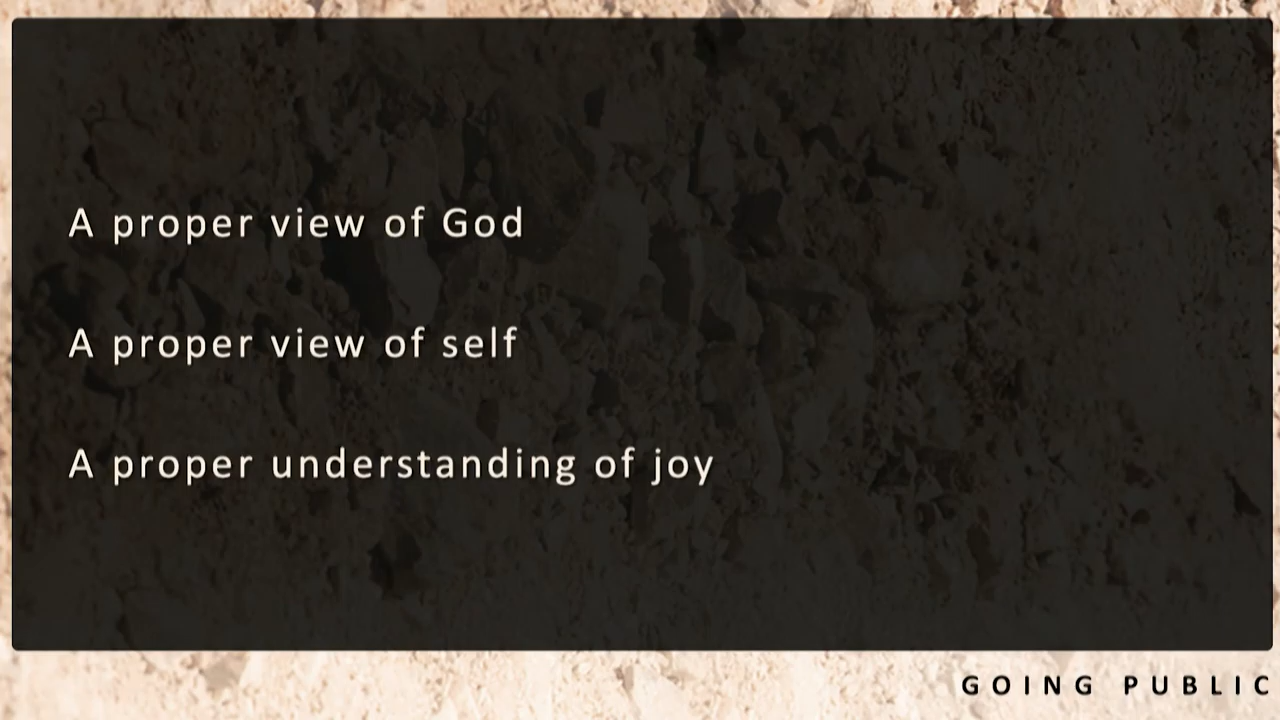 A proper view of God
A proper view of self
A proper understanding of joy
GOING PUBLIC